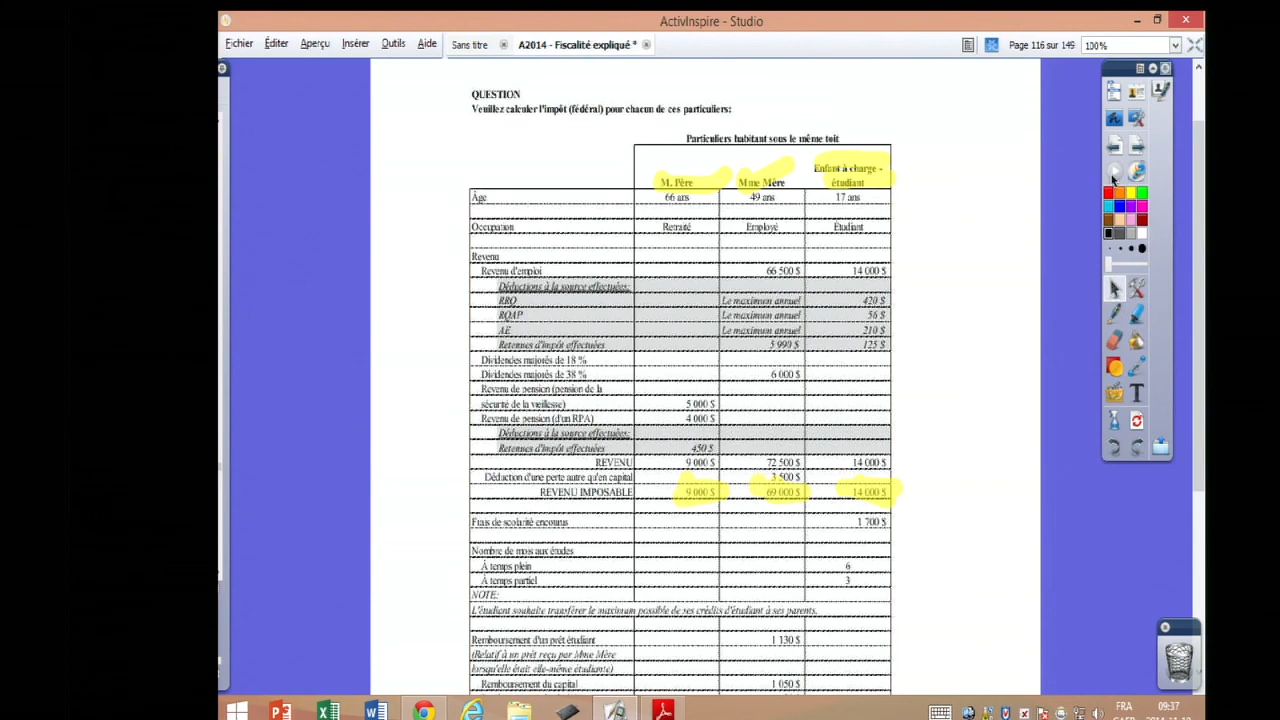 ActivInspire - Studio
Fichier Éditer Aperçu Insérer Outils Aide Sans titre A2014 - Fiscalité expliqué * Page 116 sur 149 100%
QUESTION
Veuillez calculer l'impôt (fédéral) pour chacun de ces particuliers:
Particuliers habitant sous le même toit
M. Père Mme Mère Enfant à charge - étudiant
Âge 66 ans 49 ans 17 ans
Occupation Retraité Employé Étudiant
Revenu
Revenu d'emploi 66 500 $ 14 000 $
Déductions à la source effectuées:
RRQ Le maximum annuel 420 $
RQAP Le maximum annuel 56 $
AE Le maximum annuel 210 $
Retenues d'impôt effectuées 5 990 $ 125 $
Dividendes majorés de 18 %
Dividendes majorés de 38 % 6 000 $
Revenu de pension (pension de la
sécurité de la vieillesse) 5 000 $
Revenu de pension (d'un RPA) 4 000 $
Déductions à la source effectuées:
Retenues d'impôt effectuées 450 $
REVENU 9 000 $ 72 500 $ 14 000 $
Déduction d'une perte autre qu'en capital 3 500 $
REVENU IMPOSABLE 9 000 $ 69 000 $ 14 000 $
Frais de scolarité encourus 1 700 $
Nombre de mois aux études
À temps plein 6
À temps partiel 3
NOTE:
L'étudiant souhaite transférer le maximum possible de ses crédits d'étudiant à ses parents.
Remboursement d'un prêt étudiant 1 130 $
(Relatif à un prêt reçu par Mme Mère
lorsqu'elle était elle-même étudiante)
Remboursement du capital 1 050 $
FRA 09:37